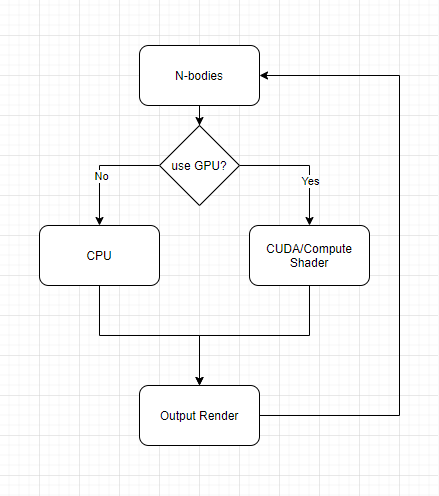 N-bodies
use GPU?
No
Yes
CPU
CUDA/Compute
Shader
Output Render